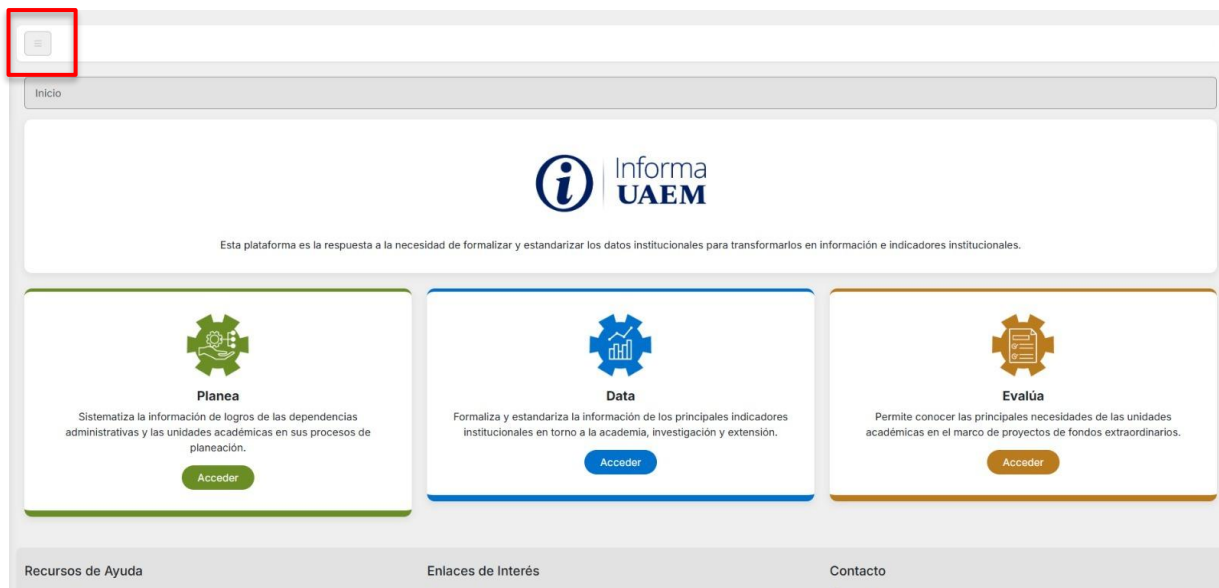 Inicio
Informa
UAEM
Esta plataforma es la respuesta a la necesidad de formalizar y estandarizar los datos institucionales para transformarlos en información e indicadores institucionales.
Planea
Sistematiza la información de logros de las dependencias
administrativas y las unidades académicas en sus procesos de
planeación.
Acceder
Data
Formaliza y estandariza la información de los principales indicadores
institucionales en torno a la academia, investigación y extensión.
Acceder
Evalúa
Permite conocer las principales necesidades de las unidades
académicas en el marco de proyectos de fondos extraordinarios.
Acceder
Recursos de Ayuda
Enlaces de Interés
Contacto